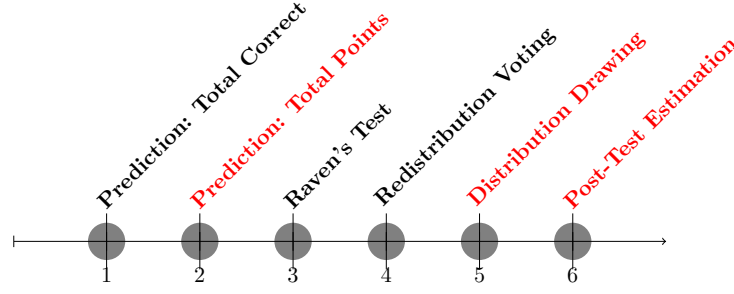 Prediction: Total Correct
Prediction: Total Points
Raven's Test
Redistribution Voting
Distribution Drawing
Post-Test Estimation
1 2 3 4 5 6